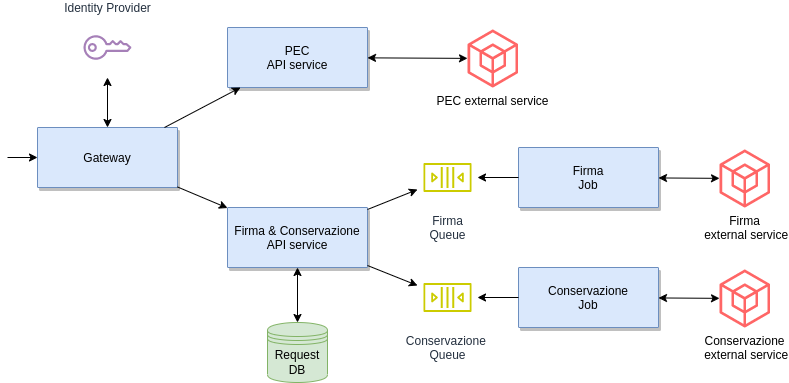 Identity Provider
PEC
API service
PEC external service
Gateway
Firma
Queue
Firma
Job
Firma
external service
Firma & Conservazione
API service
Conservazione
Queue
Conservazione
Job
Conservazione
external service
Request
DB